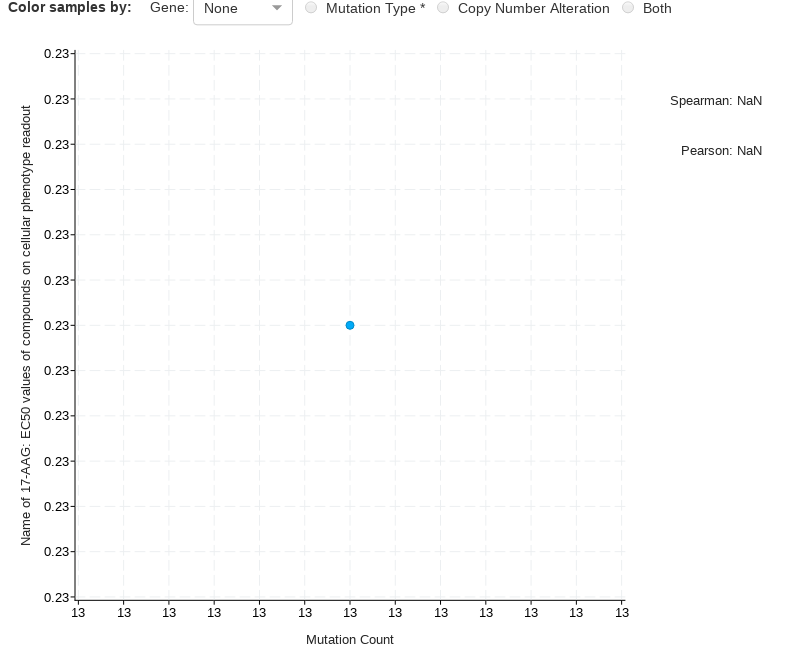 Color samples by: Gene: None Mutation Type * Copy Number Alteration Both
0.23
0.23
Spearman: NaN
0.23
Pearson: NaN
0.23
0.23
0.23
0.23
0.23
0.23
0.23
0.23
0.23
0.23
Name of 17-AAG: EC50 values of compounds on cellular phenotype readout
13 13 13 13 13 13 13 13 13 13 13 13 13
Mutation Count